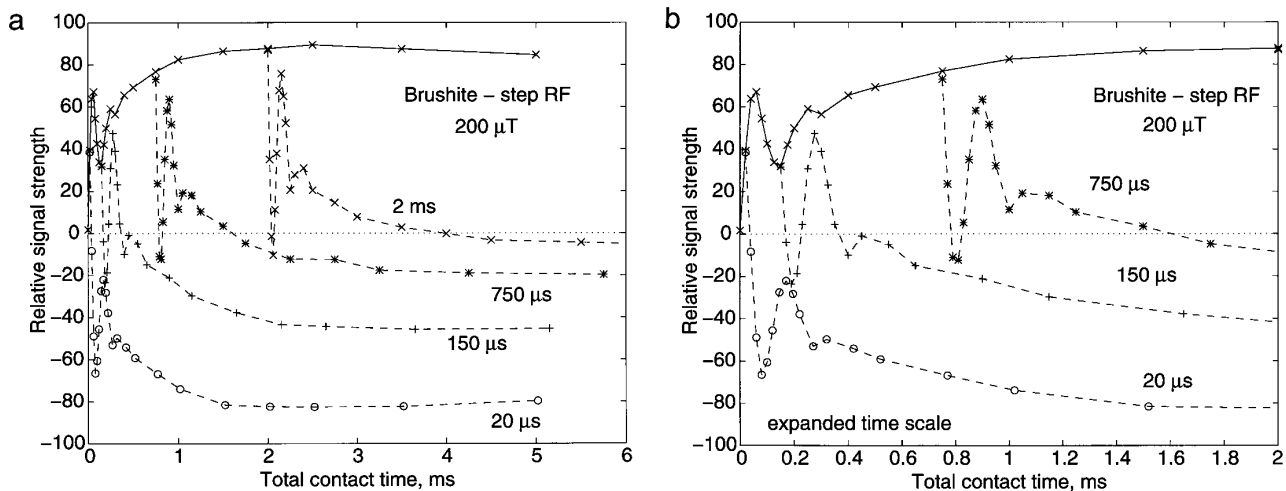 a
100
80
60
40
20
0
−20
−40
−60
−80
−100
Relative signal strength
Brushite – step RF
200 µT
2 ms
750 µs
150 µs
20 µs
0 1 2 3 4 5 6
Total contact time, ms
b
100
80
60
40
20
0
−20
−40
−60
−80
−100
Relative signal strength
Brushite – step RF
200 µT
750 µs
150 µs
20 µs
expanded time scale
0 0.2 0.4 0.6 0.8 1 1.2 1.4 1.6 1.8 2
Total contact time, ms